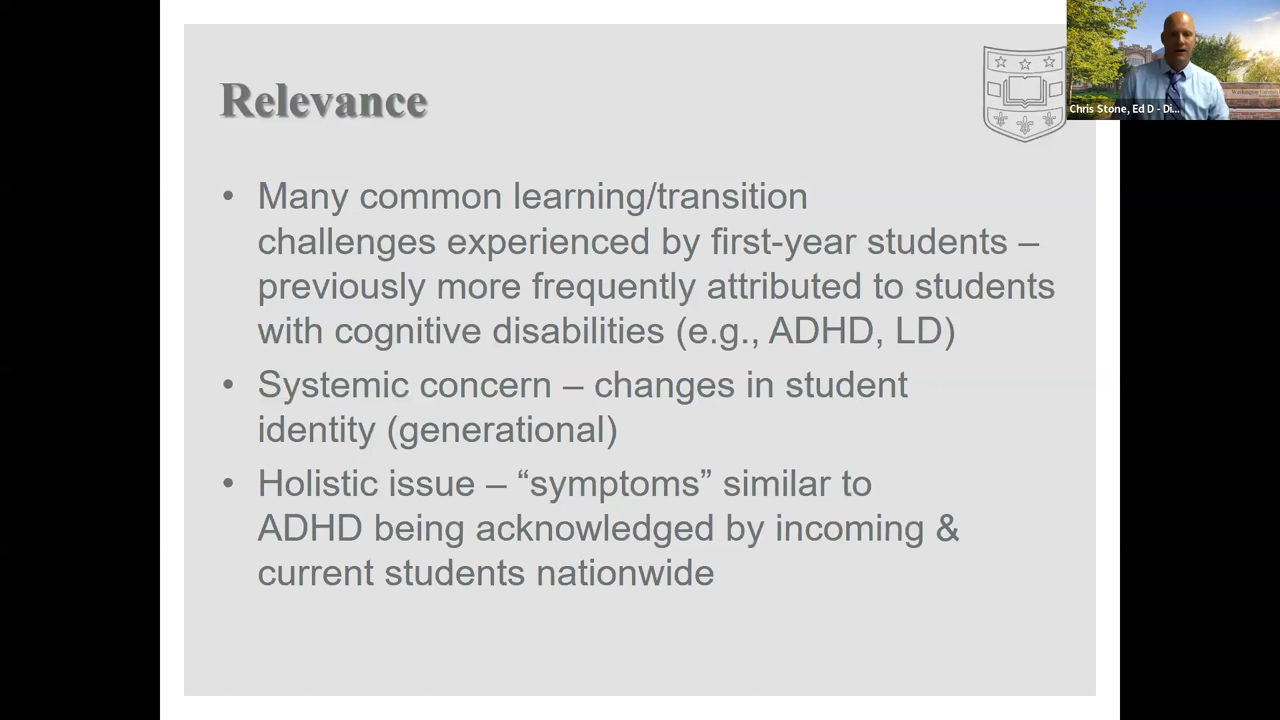 Relevance
Chris Stone, Ed D - Di...
• Many common learning/transition
challenges experienced by first-year students –
previously more frequently attributed to students
with cognitive disabilities (e.g., ADHD, LD)
• Systemic concern – changes in student
identity (generational)
• Holistic issue – “symptoms” similar to
ADHD being acknowledged by incoming &
current students nationwide